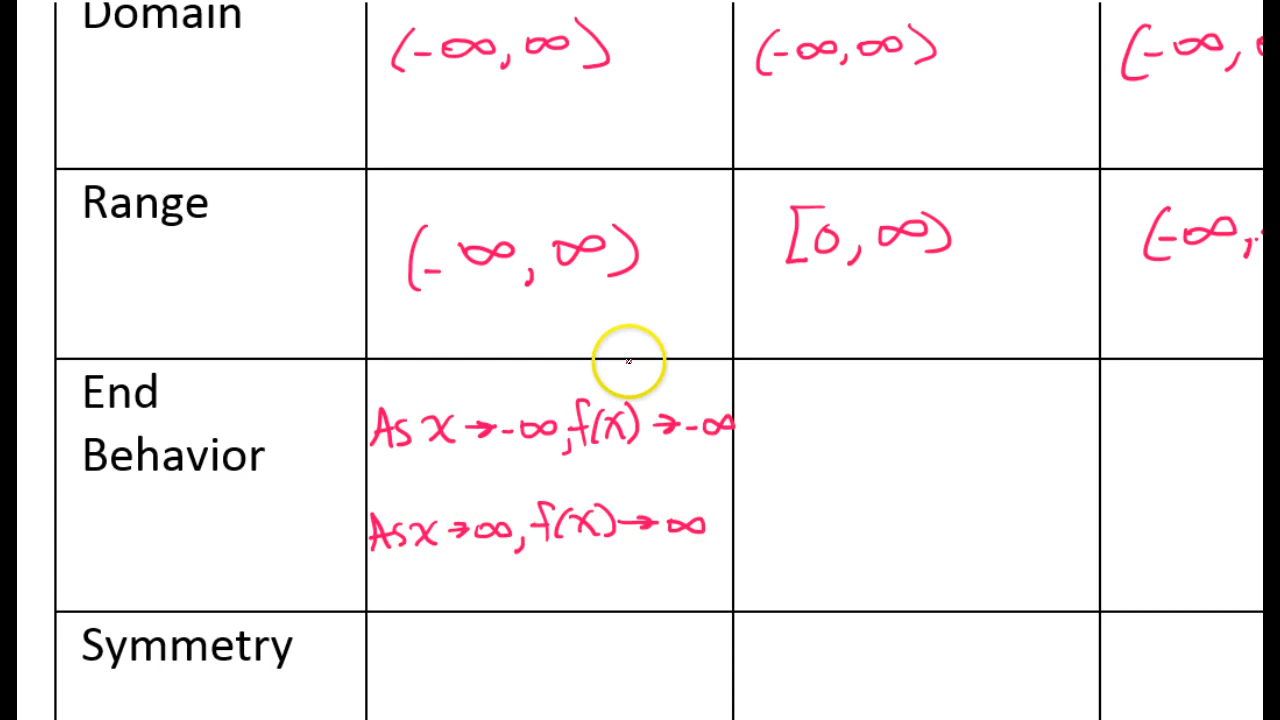 Domain (-∞, ∞) (-∞, ∞) (-∞,
Range (-∞, ∞) [0, ∞) (-∞,
End
Behavior
As x → -∞, f(x) → -∞
As x → ∞, f(x) → ∞
Symmetry